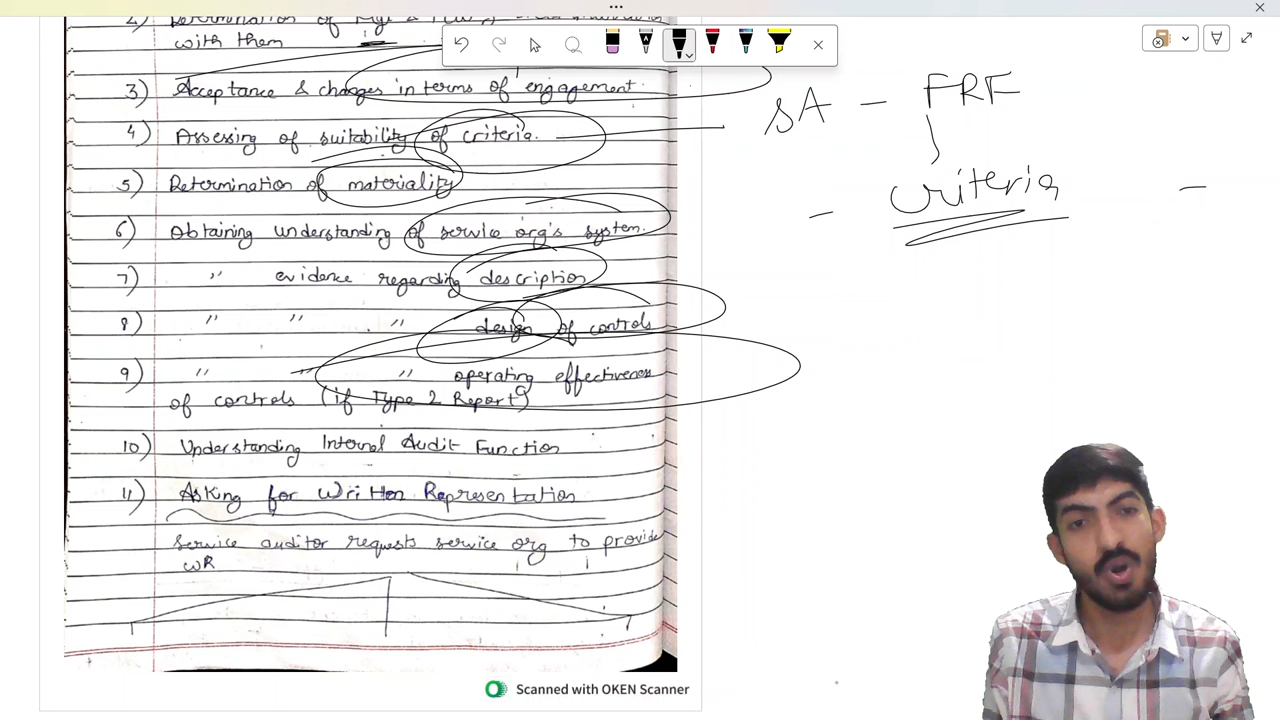 2)
with them
3) Acceptance & changes in terms of engagement.
4) Assessing of suitability of criteria.
5) Determination of materiality
6) Obtaining understanding of service org's system.
7) " evidence regarding description
8) " " " design of controls
9) " " " operating effectiveness
of controls (if Type 2 Report)
10) Understanding Internal Audit Function
11) Asking for Written Representation
Service auditor requests service org to provide
WR
Scanned with OKEN Scanner
SA - FRF
- criteria -